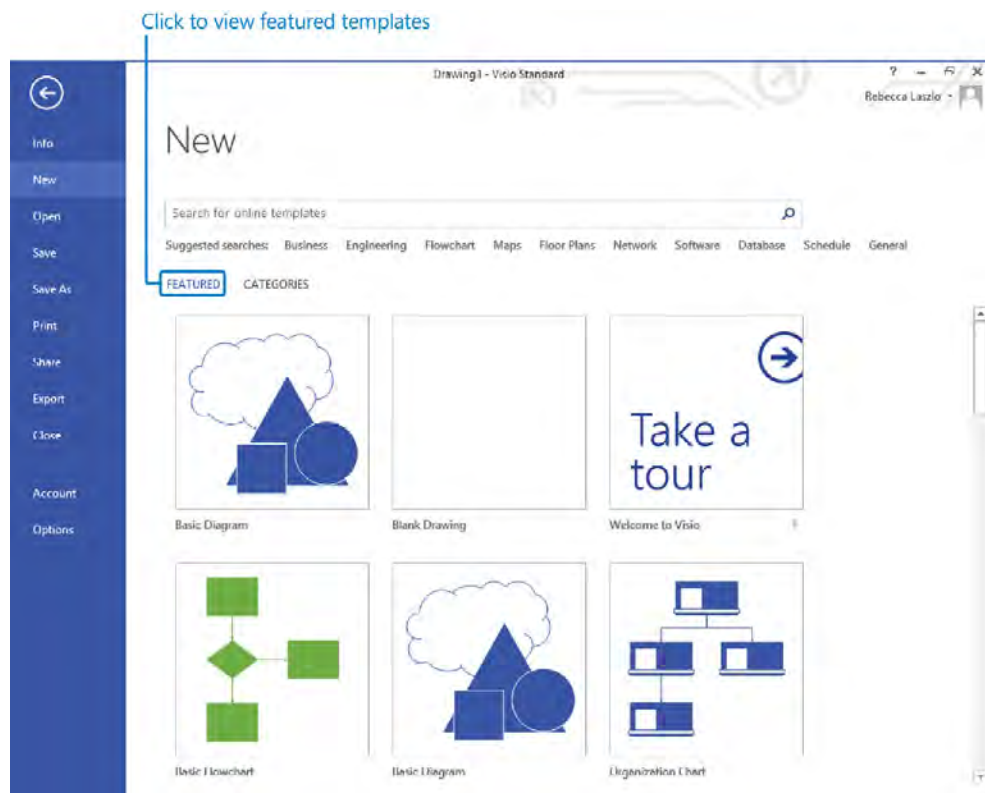 Click to view featured templates
Drawing1 - Visio Standard
? – X
Rebecca Laszlo
Info
New
Open
Save
Save As
Print
Share
Export
Close
Account
Options
New
Search for online templates
Suggested searches: Business Engineering Flowchart Maps Floor Plans Network Software Database Schedule General
FEATURED CATEGORIES
Take a
tour
Basic Diagram Blank Drawing Welcome to Visio
Basic Flowchart Basic Diagram Organization Chart